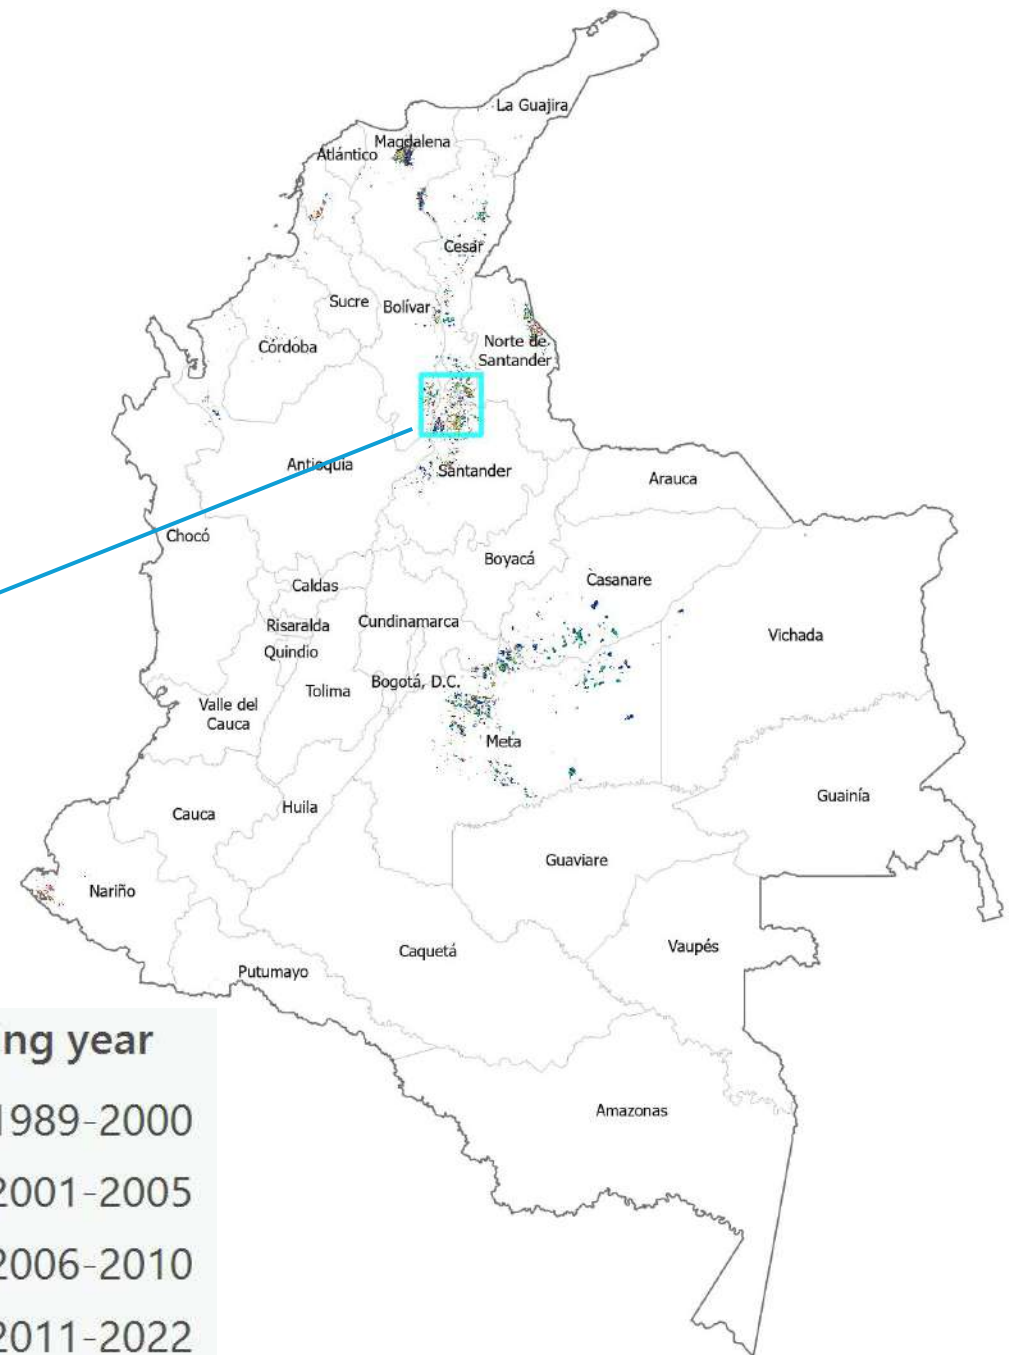 La Guajira
Magdalena
Atlántico
Cesar
Sucre
Bolívar
Norte de
Santander
Córdoba
Antioquia
Santander
Arauca
Chocó
Boyacá
Casanare
Caldas
Cundinamarca
Risaralda
Vichada
Quindio
Bogotá, D.C.
Tolima
Valle del
Cauca
Meta
Guainía
Huila
Cauca
Guaviare
Nariño
Caquetá
Vaupés
Putumayo
ing year
1989-2000
Amazonas
2001-2005
2006-2010
2011-2022